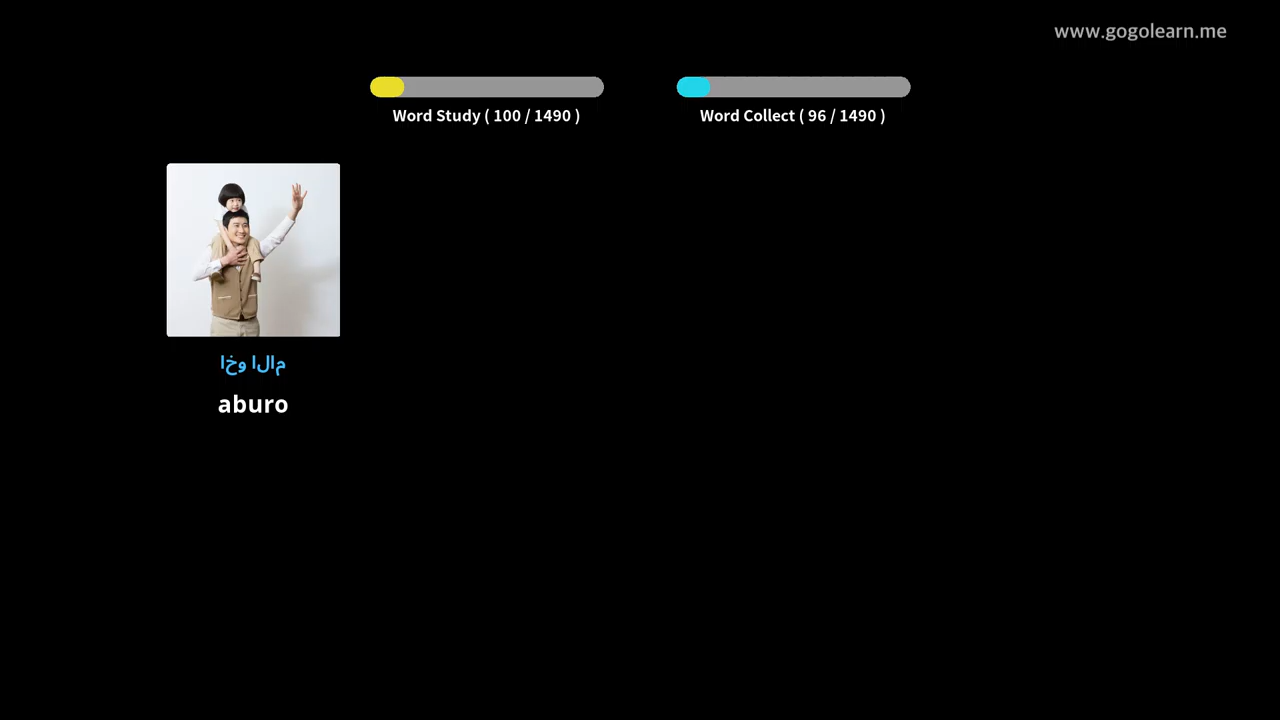 www.gogolearn.me
Word Study ( 100 / 1490 )
Word Collect ( 96 / 1490 )
اخو الام
aburo